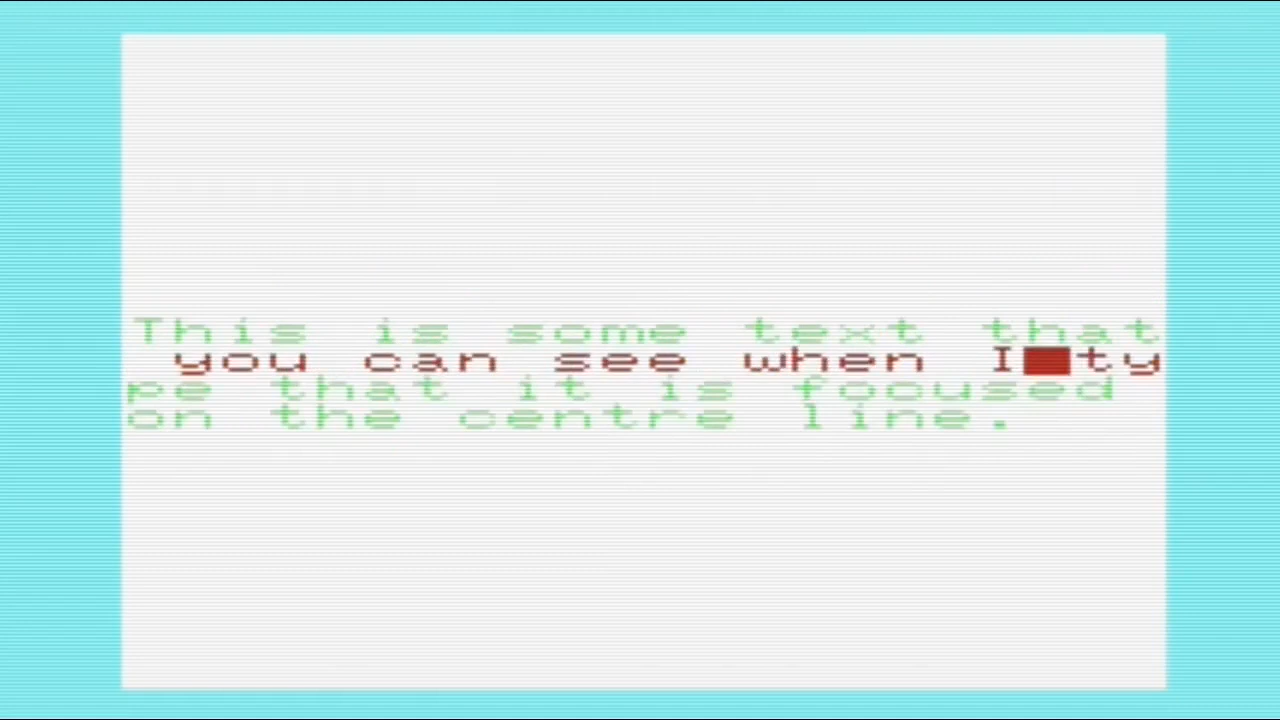 This is some text that
you can see when I ty
pe that it is focused
on the centre line.